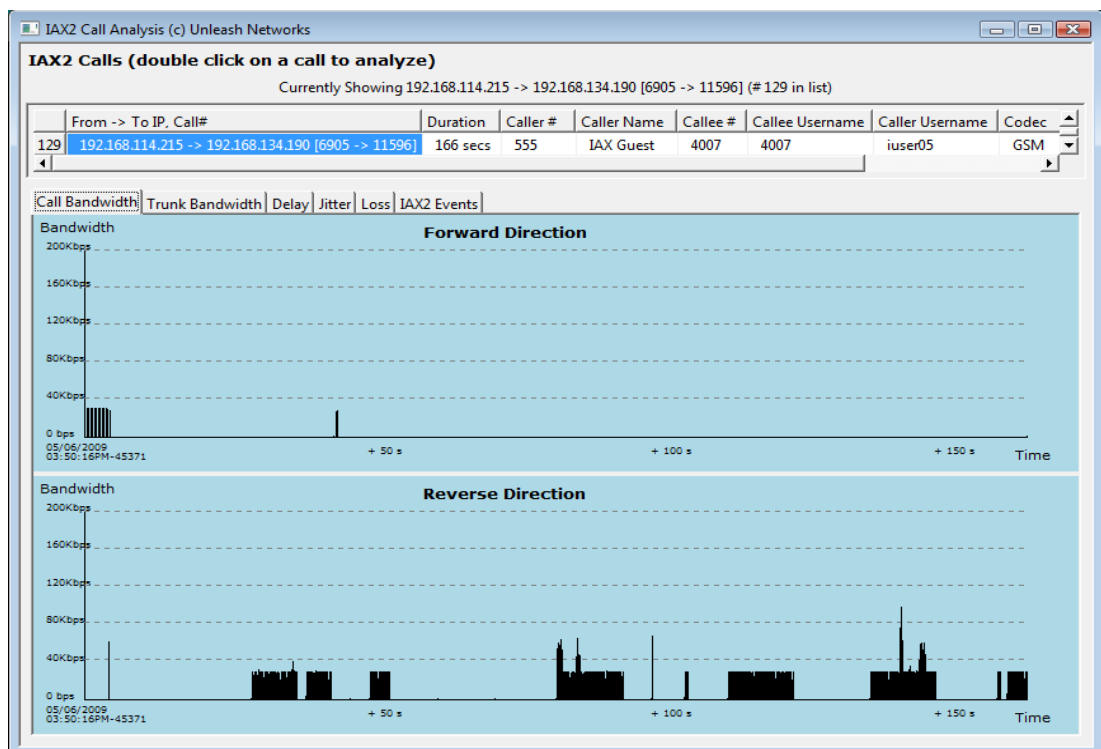 IAX2 Call Analysis (c) Unleash Networks
IAX2 Calls (double click on a call to analyze)
Currently Showing 192.168.114.215 -> 192.168.134.190 [6905 -> 11596] (# 129 in list)
From -> To IP, Call# Duration Caller # Caller Name Callee # Callee Username Caller Username Codec
129 192.168.114.215 -> 192.168.134.190 [6905 -> 11596] 166 secs 555 IAX Guest 4007 4007 iuser05 GSM
Call Bandwidth Trunk Bandwidth Delay Jitter Loss IAX2 Events
Bandwidth
Forward Direction
200Kbps
160Kbps
120Kbps
80Kbps
40Kbps
0 bps
05/06/2009
03:50:16PM-45371
+ 50 s + 100 s + 150 s Time
Bandwidth
Reverse Direction
200Kbps
160Kbps
120Kbps
80Kbps
40Kbps
0 bps
05/06/2009
03:50:16PM-45371
+ 50 s + 100 s + 150 s Time